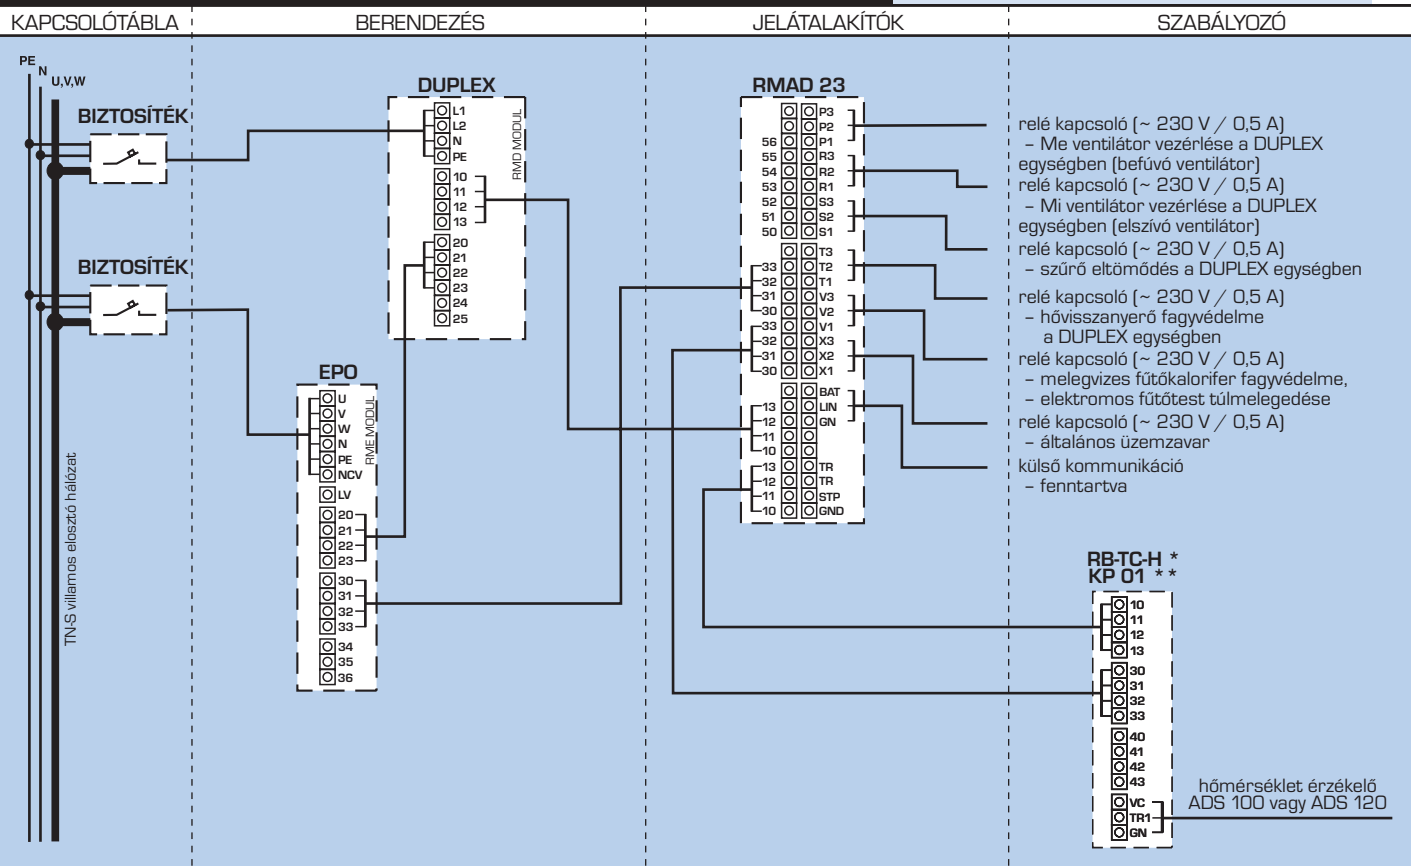 KAPCSOLÓTÁBLA
BERENDEZÉS
JELÁTALAKÍTÓK
SZABÁLYOZÓ
PE
N
U,V,W
BIZTOSÍTÉK
BIZTOSÍTÉK
TN-S villamos elosztó hálózat
DUPLEX
RMD MODUL
L1
L2
N
PE
10
11
12
13
20
21
22
23
24
25
EPO
RME MODUL
U
V
W
N
PE
NCV
LV
20
21
22
23
30
31
32
33
34
35
36
RMAD 23
P3
P2
56 P1
55 R3
54 R2
53 R1
52 S3
51 S2
50 S1
T3
33 T2
32 T1
31 V3
30 V2
33 V1
32 X3
31 X2
30 X1
BAT
13 LIN
12 GN
11
10
13 TR
12 TR
11 STP
10 GND
relé kapcsoló (~ 230 V / 0,5 A)
– Me ventilátor vezérlése a DUPLEX
egységben (befúvó ventilátor)
relé kapcsoló (~ 230 V / 0,5 A)
– Mi ventilátor vezérlése a DUPLEX
egységben (elszívó ventilátor)
relé kapcsoló (~ 230 V / 0,5 A)
– szűrő eltömődés a DUPLEX egységben
relé kapcsoló (~ 230 V / 0,5 A)
– hővisszanyerő fagyvédelme
a DUPLEX egységben
relé kapcsoló (~ 230 V / 0,5 A)
– melegvizes fűtőkalorifer fagyvédelme,
– elektromos fűtőtest túlmelegedése
relé kapcsoló (~ 230 V / 0,5 A)
– általános üzemzavar
külső kommunikáció
– fenntartva
RB-TC-H *
KP 01 * *
10
11
12
13
30
31
32
33
40
41
42
43
VC
TR1
GN
hőmérséklet érzékelő
ADS 100 vagy ADS 120